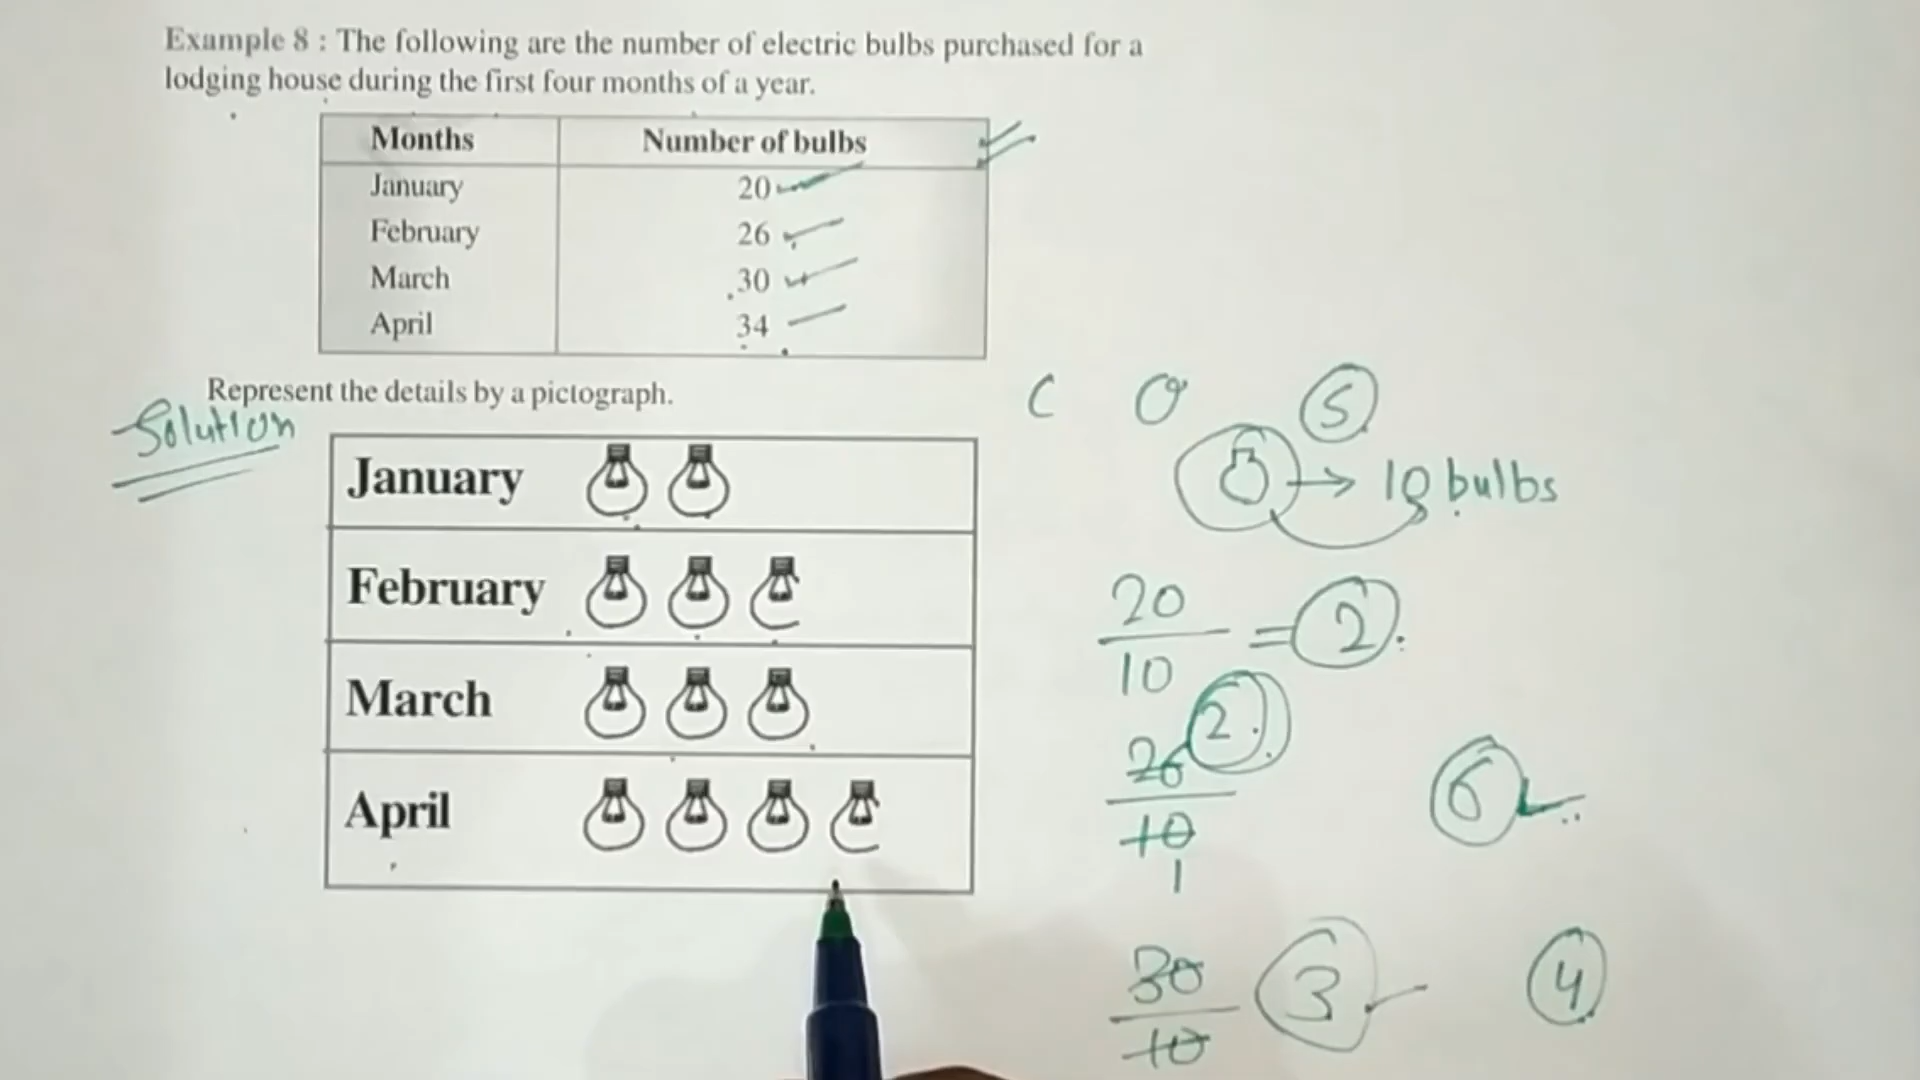 Example 8 : The following are the number of electric bulbs purchased for a
lodging house during the first four months of a year.
Months Number of bulbs
January 20
February 26
March 30
April 34
Represent the details by a pictograph.
Solution
January
February
March
April
C 5
→ 10 bulbs
20
10
= 2
26
10
2
1
6
30
10
3
4